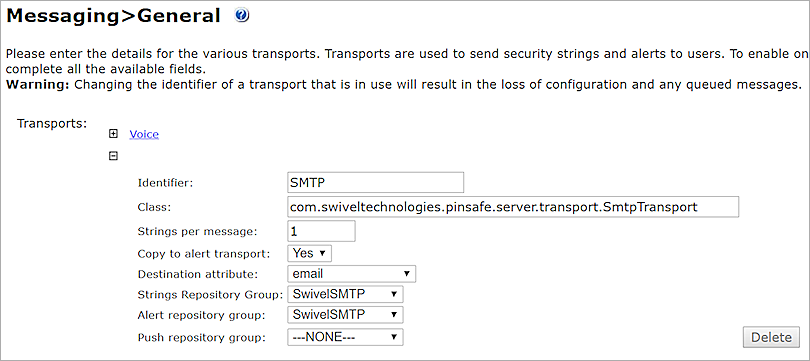 Messaging>General ?
Please enter the details for the various transports. Transports are used to send security strings and alerts to users. To enable on
complete all the available fields.
Warning: Changing the identifier of a transport that is in use will result in the loss of configuration and any queued messages.
Transports:
Voice
Identifier: SMTP
Class: com.swiveltechnologies.pinsafe.server.transport.SmtpTransport
Strings per message: 1
Copy to alert transport: Yes
Destination attribute: email
Strings Repository Group: SwivelSMTP
Alert repository group: SwivelSMTP
Push repository group: ---NONE---
Delete